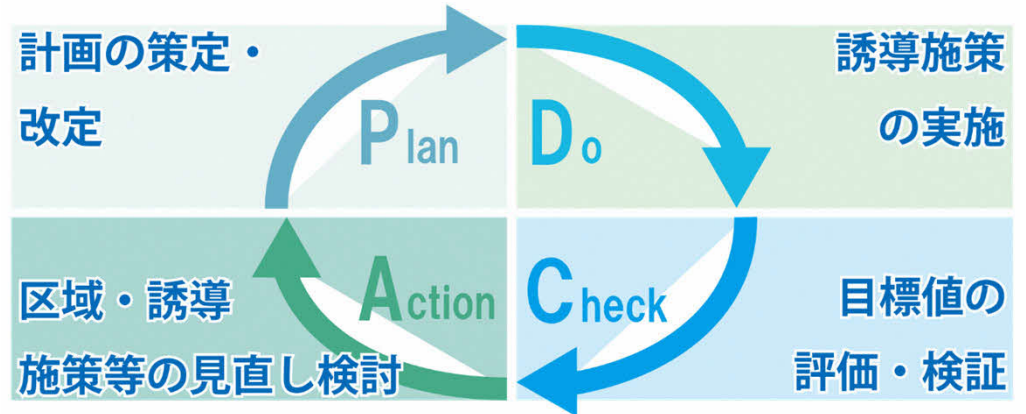 計画の策定・
改定
Plan
Do
誘導施策
の実施
区域・誘導
施策等の見直し検討
Action
Check
目標値の
評価・検証